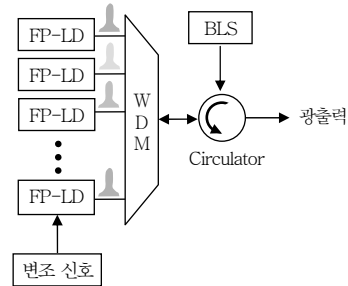 FP-LD
FP-LD
FP-LD
FP-LD
변조 신호
W
D
M
BLS
Circulator
광출력